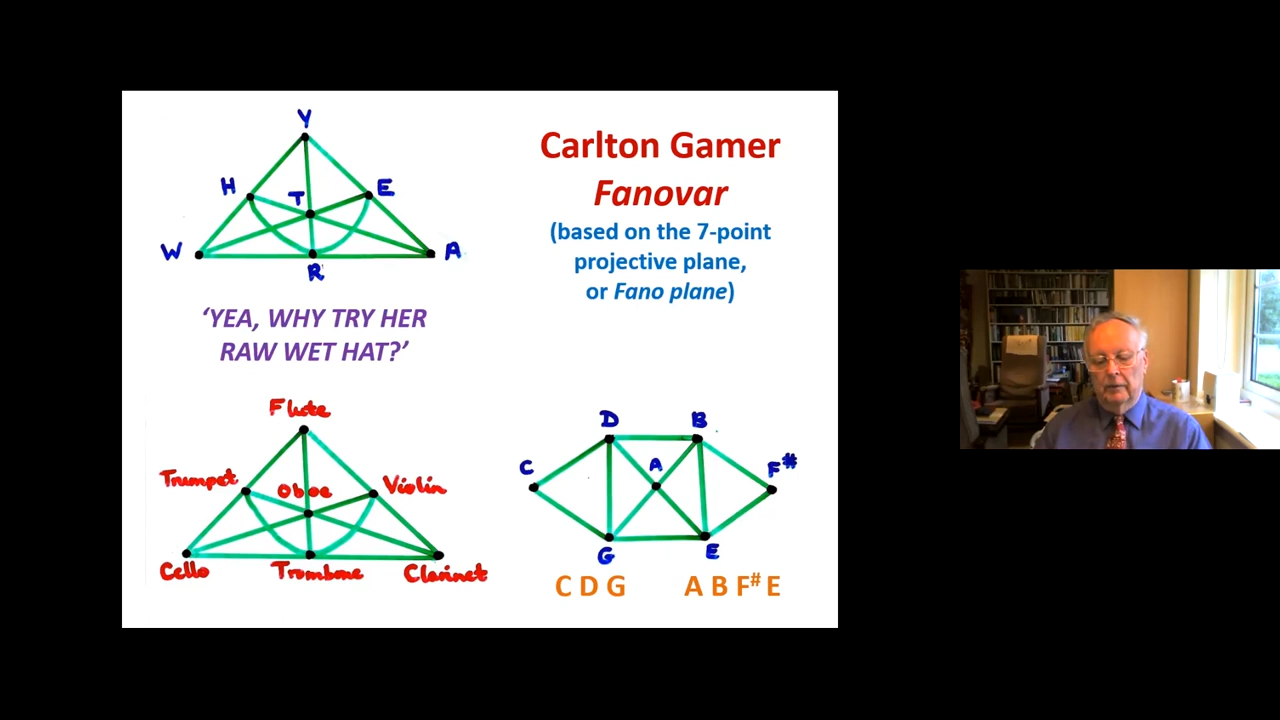 Y
H
T
E
W
R
A
'YEA, WHY TRY HER
RAW WET HAT?'
Carlton Gamer
Fanovar
(based on the 7-point
projective plane,
or Fano plane)
Flute
Trumpet
Oboe
Violin
Cello
Trombone
Clarinet
D
B
C
A
F#
G
E
C D G
A B F# E